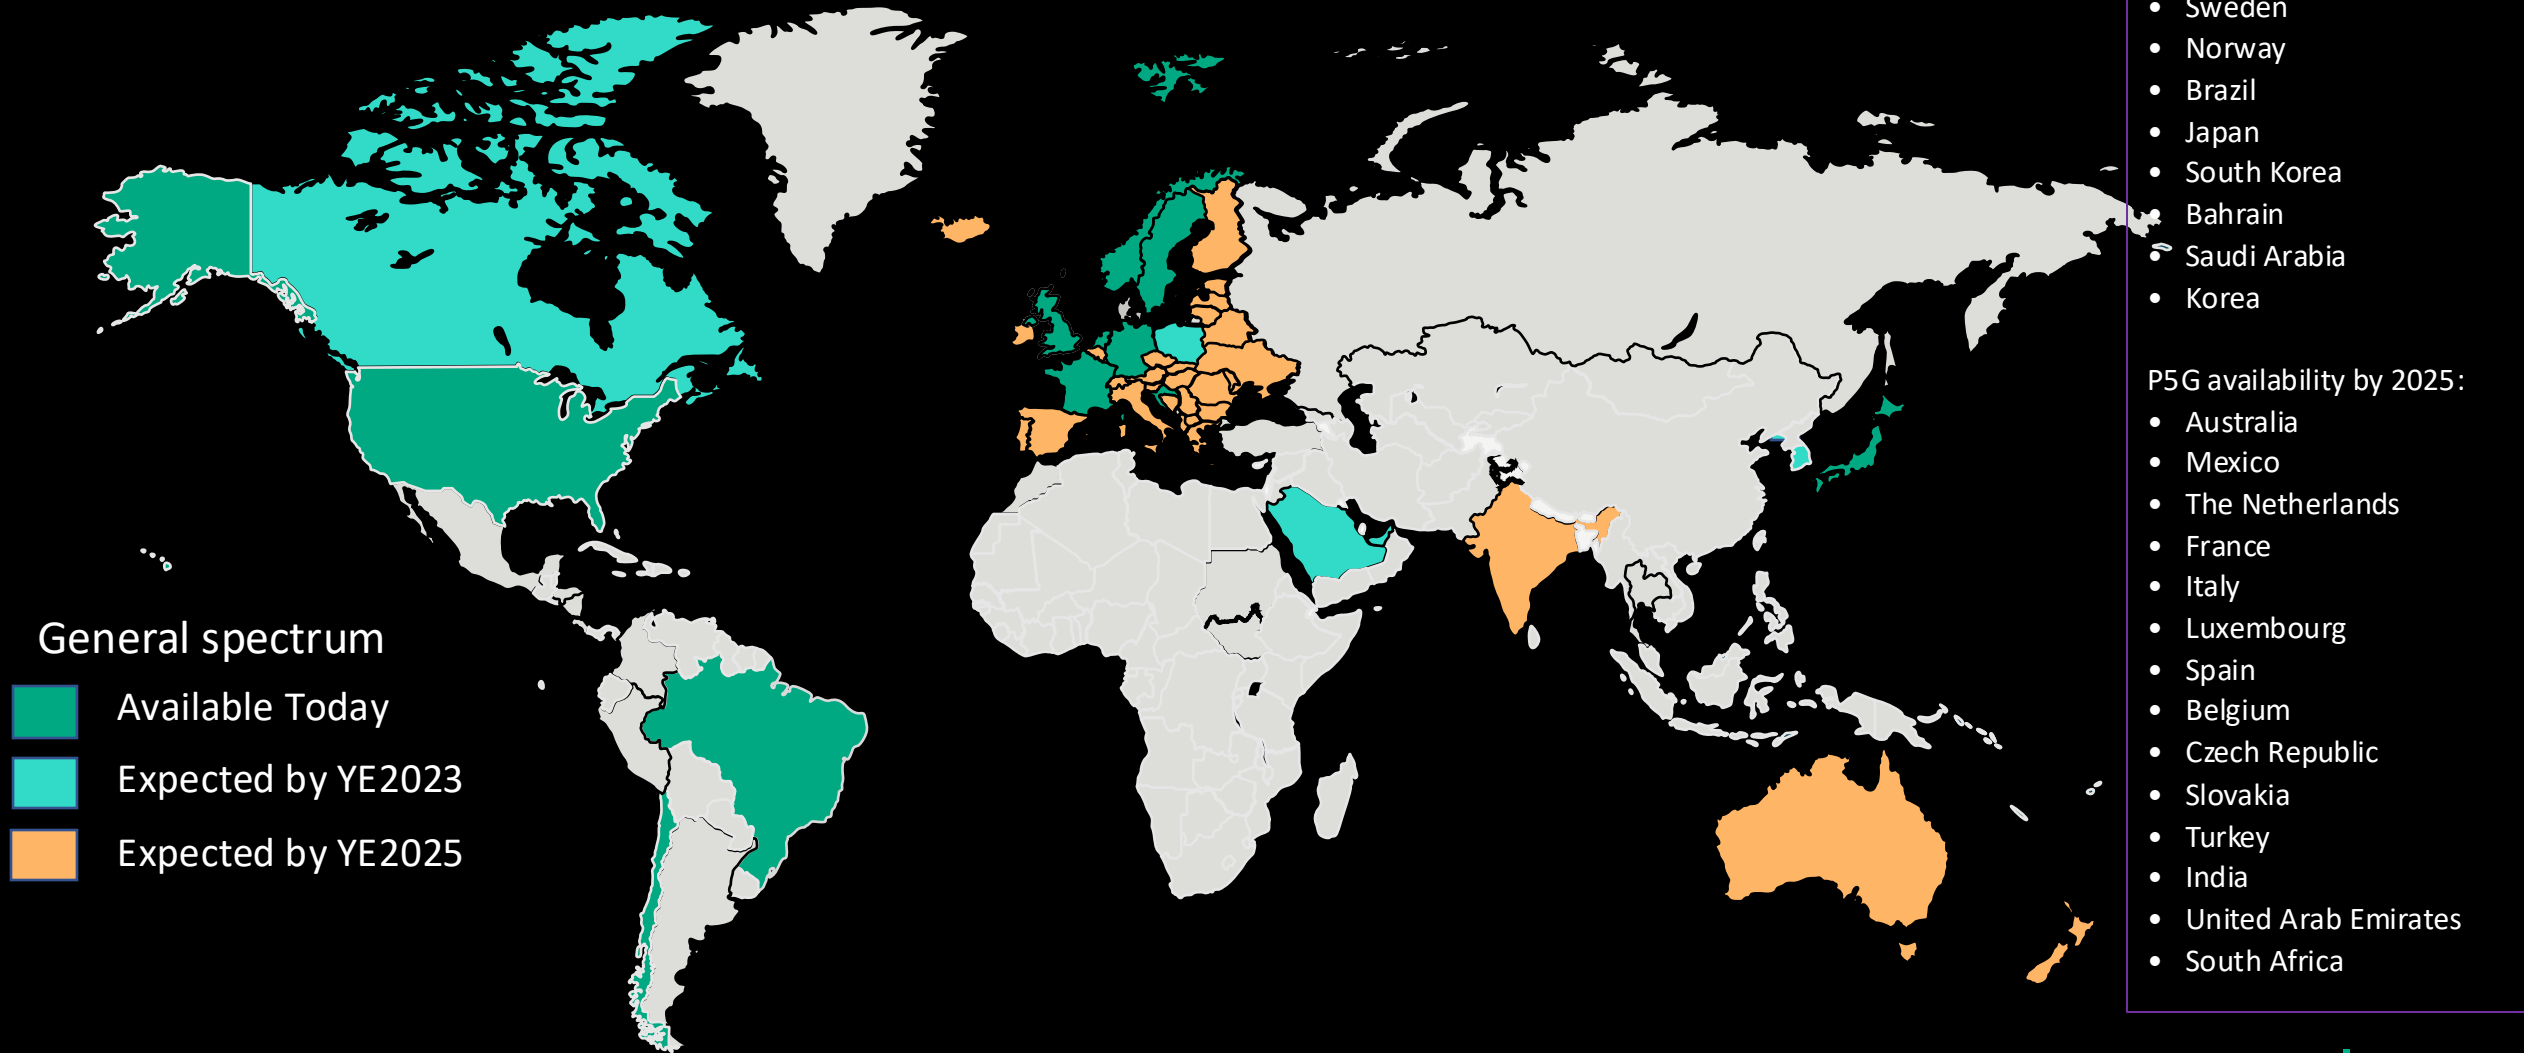 General spectrum
Available Today
Expected by YE2023
Expected by YE2025
• Sweden
• Norway
• Brazil
• Japan
• South Korea
• Bahrain
• Saudi Arabia
• Korea
P5G availability by 2025:
• Australia
• Mexico
• The Netherlands
• France
• Italy
• Luxembourg
• Spain
• Belgium
• Czech Republic
• Slovakia
• Turkey
• India
• United Arab Emirates
• South Africa